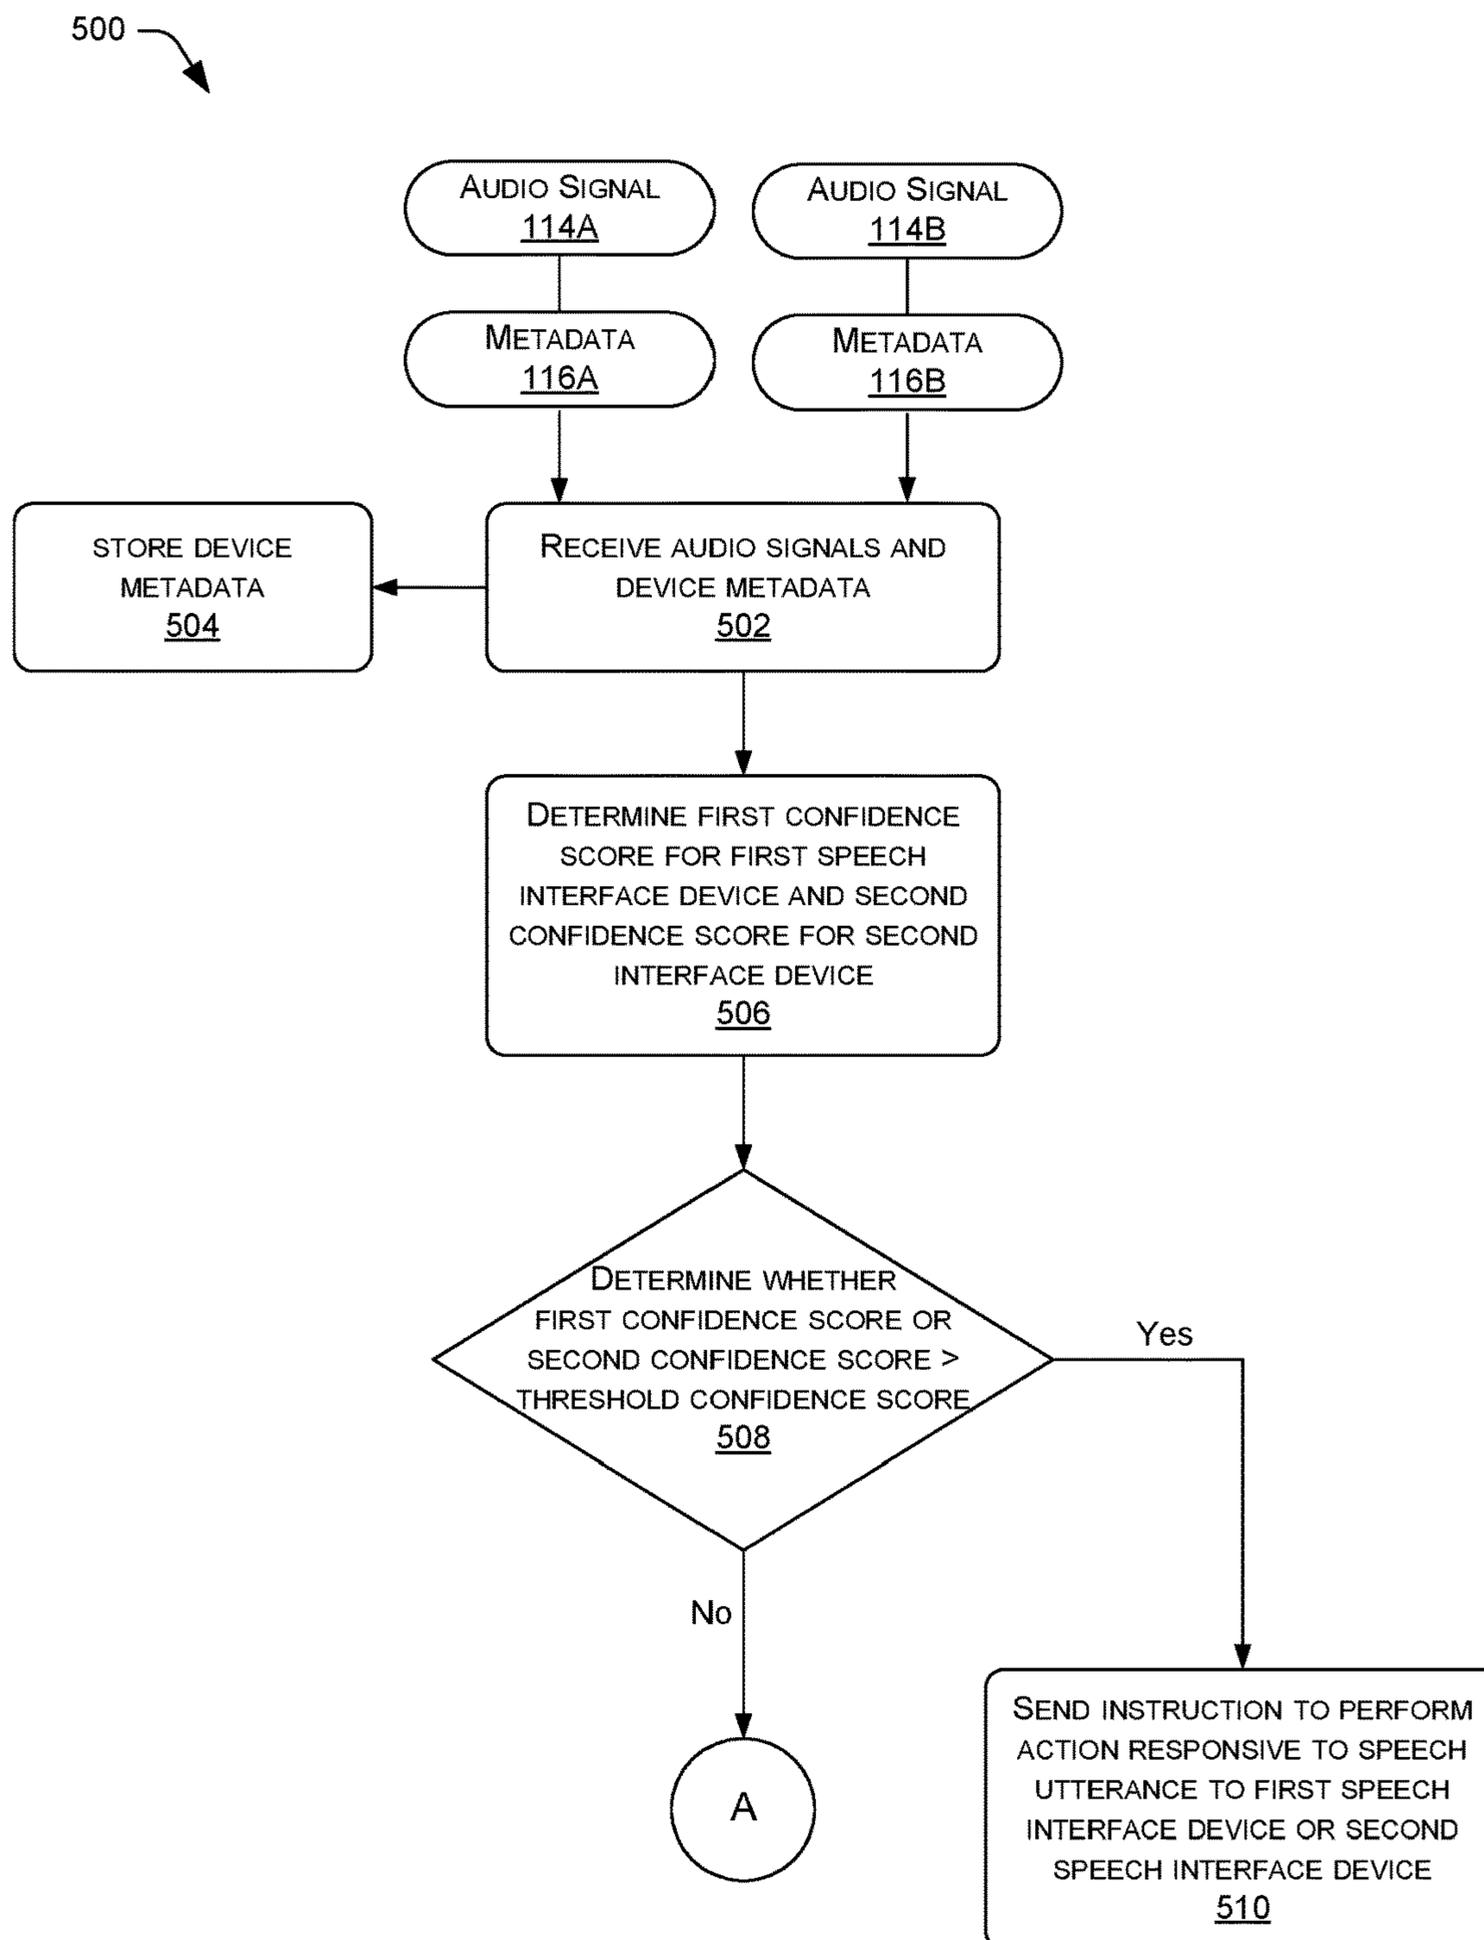 500
AUDIO SIGNAL
114A
AUDIO SIGNAL
114B
METADATA
116A
METADATA
116B
STORE DEVICE
METADATA
504
RECEIVE AUDIO SIGNALS AND
DEVICE METADATA
502
DETERMINE FIRST CONFIDENCE
SCORE FOR FIRST SPEECH
INTERFACE DEVICE AND SECOND
CONFIDENCE SCORE FOR SECOND
INTERFACE DEVICE
506
DETERMINE WHETHER
FIRST CONFIDENCE SCORE OR
SECOND CONFIDENCE SCORE >
THRESHOLD CONFIDENCE SCORE
508
Yes
No
A
SEND INSTRUCTION TO PERFORM
ACTION RESPONSIVE TO SPEECH
UTTERANCE TO FIRST SPEECH
INTERFACE DEVICE OR SECOND
SPEECH INTERFACE DEVICE
510